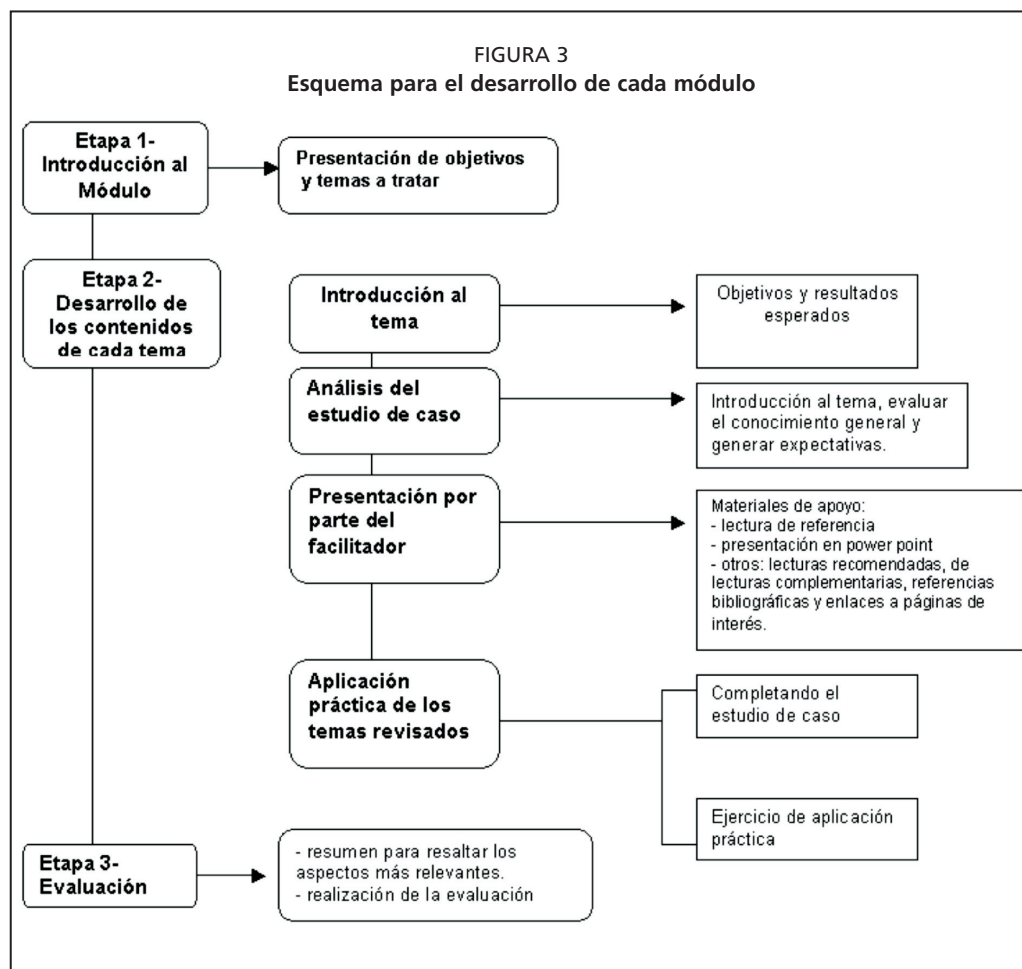 FIGURA 3
Esquema para el desarrollo de cada módulo
Etapa 1-
Introducción al
Módulo
Presentación de objetivos
y temas a tratar
Etapa 2-
Desarrollo de
los contenidos
de cada tema
Introducción al
tema
Objetivos y resultados
esperados
Análisis del
estudio de caso
Introducción al tema, evaluar
el conocimiento general y
generar expectativas.
Presentación por
parte del
facilitador
Materiales de apoyo:
- lectura de referencia
- presentación en power point
- otros: lecturas recomendadas, de
lecturas complementarias, referencias
bibliográficas y enlaces a páginas de
interés.
Aplicación
práctica de los
temas revisados
Completando el
estudio de caso
Ejercicio de aplicación
práctica
Etapa 3-
Evaluación
- resumen para resaltar los
aspectos más relevantes.
- realización de la evaluación